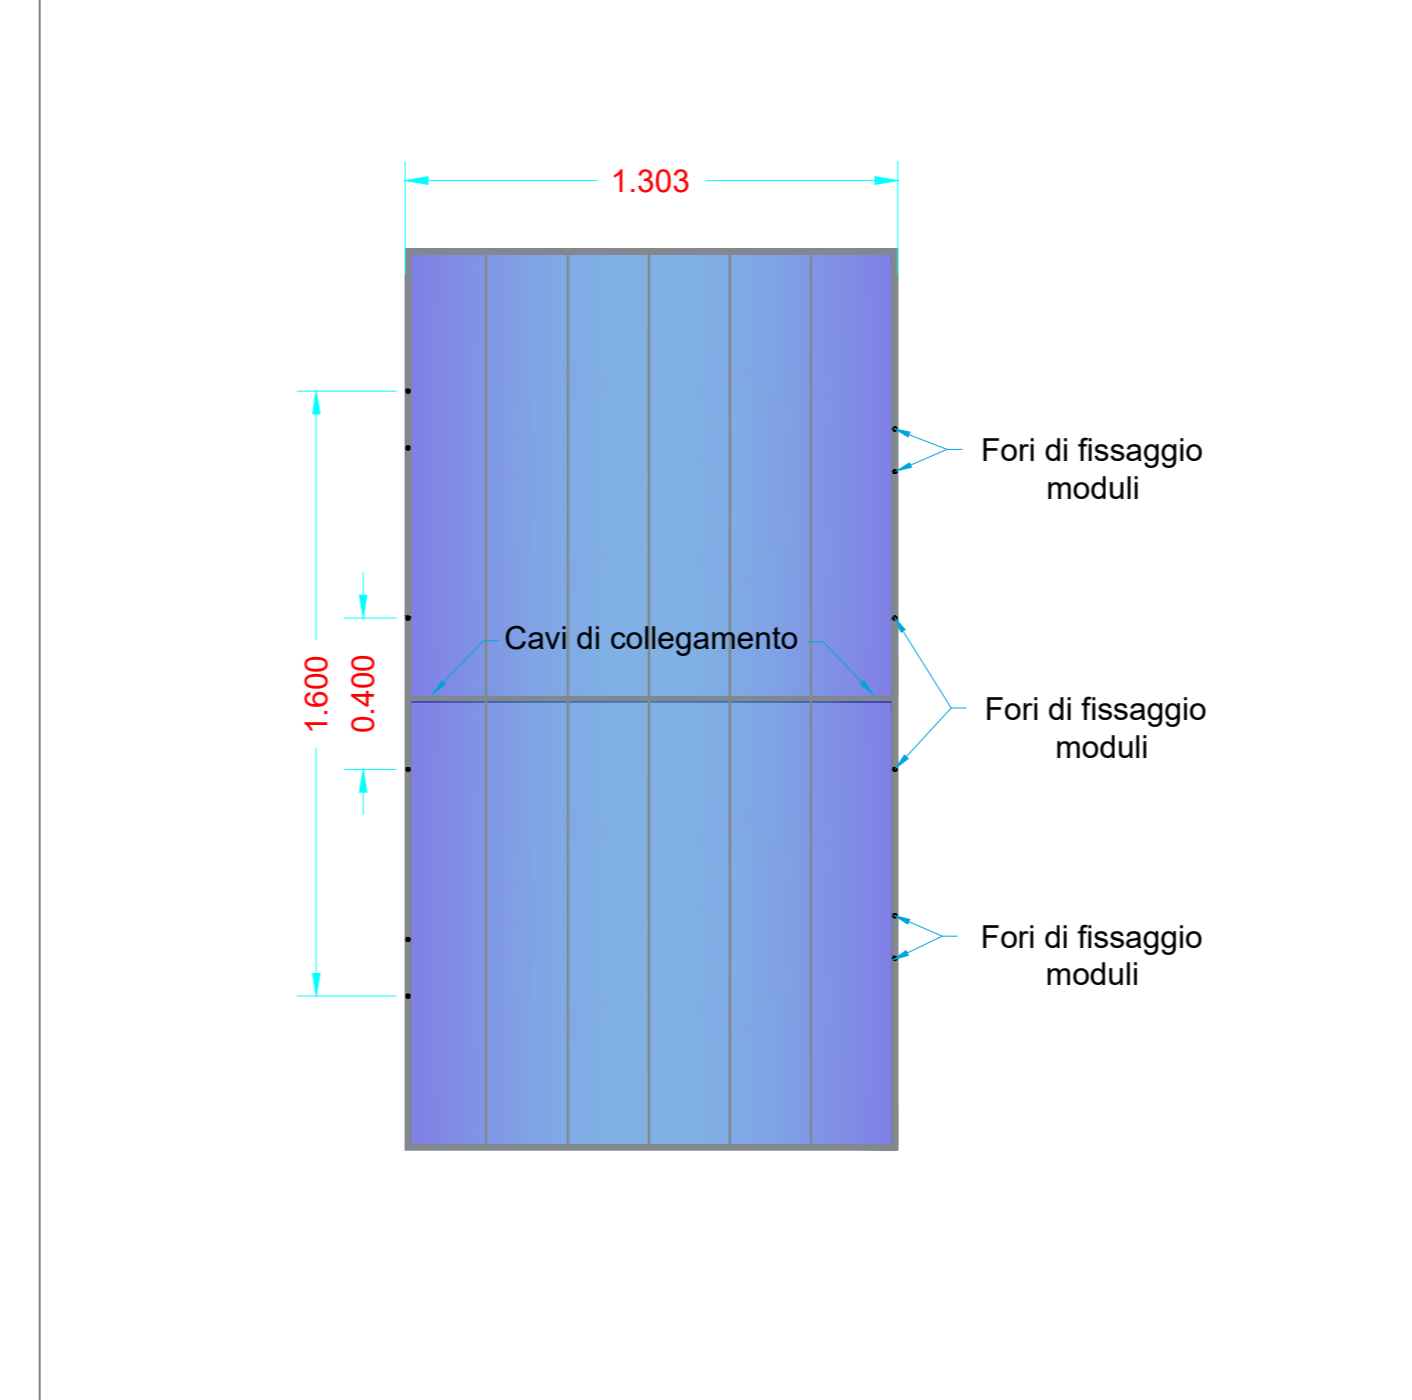 1.303
Fori di fissaggio
moduli
Cavi di collegamento
1.600
0.400
Fori di fissaggio
moduli
Fori di fissaggio
moduli